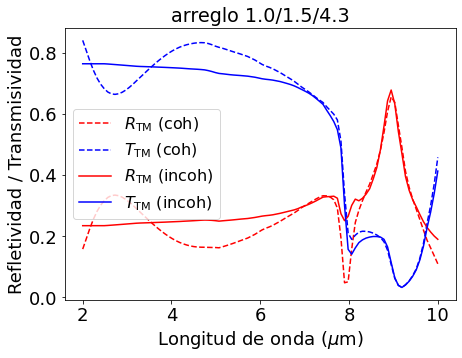 arreglo 1.0/1.5/4.3
Refletividad / Transmisividad
0.8
0.6
0.4
0.2
0.0
R_TM (coh)
T_TM (coh)
R_TM (incoh)
T_TM (incoh)
2 4 6 8 10
Longitud de onda (μm)